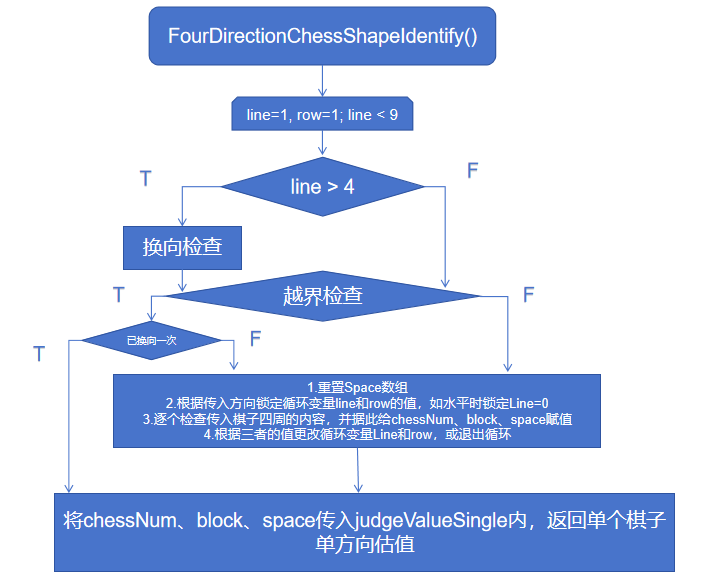 FourDirectionChessShapeIdentify()
line=1, row=1; line < 9
line > 4
T
F
换向检查
越界检查
T
F
已换向一次
T
F
1.重置Space数组
2.根据传入方向锁定循环变量line和row的值，如水平时锁定Line=0
3.逐个检查传入棋子四周的内容，并据此给chessNum、block、space赋值
4.根据三者的值更改循环变量Line和row，或退出循环
将chessNum、block、space传入judgeValueSingle内，返回单个棋子
单方向估值